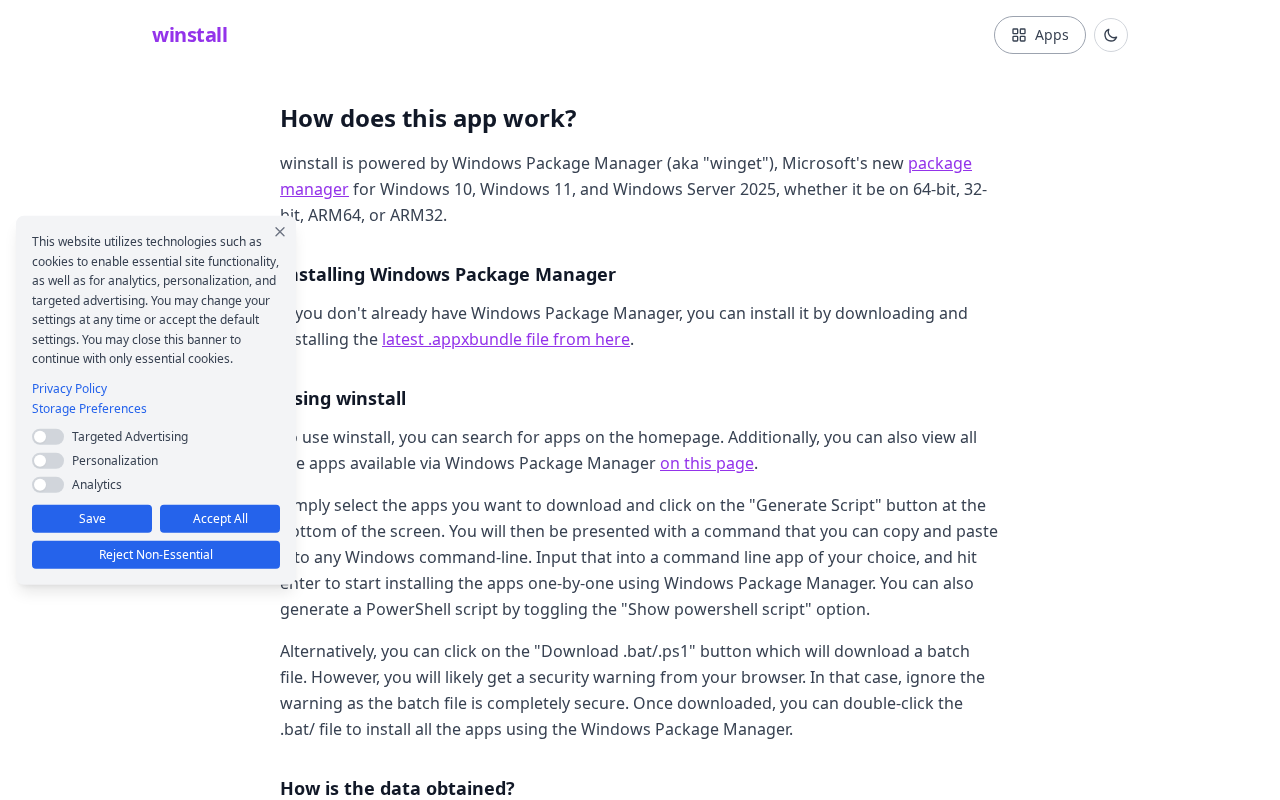 winstall
Apps
How does this app work?
winstall is powered by Windows Package Manager (aka "winget"), Microsoft's new package
manager for Windows 10, Windows 11, and Windows Server 2025, whether it be on 64-bit, 32-
bit, ARM64, or ARM32.
This website utilizes technologies such as
cookies to enable essential site functionality,
as well as for analytics, personalization, and
targeted advertising. You may change your
settings at any time or accept the default
settings. You may close this banner to
continue with only essential cookies.
Privacy Policy
Storage Preferences
Targeted Advertising
Personalization
Analytics
Save
Accept All
Reject Non-Essential
Windows Package Manager
you don't already have Windows Package Manager, you can install it by downloading and
the latest .appxbundle file from here.
winstall
use winstall, you can search for apps on the homepage. Additionally, you can also view all
apps available via Windows Package Manager on this page.
select the apps you want to download and click on the "Generate Script" button at the
of the screen. You will then be presented with a command that you can copy and paste
to any Windows command-line. Input that into a command line app of your choice, and hit
enter to start installing the apps one-by-one using Windows Package Manager. You can also
generate a PowerShell script by toggling the "Show powershell script" option.
Alternatively, you can click on the "Download .bat/.ps1" button which will download a batch
file. However, you will likely get a security warning from your browser. In that case, ignore the
warning as the batch file is completely secure. Once downloaded, you can double-click the
.bat/ file to install all the apps using the Windows Package Manager.
How is the data obtained?